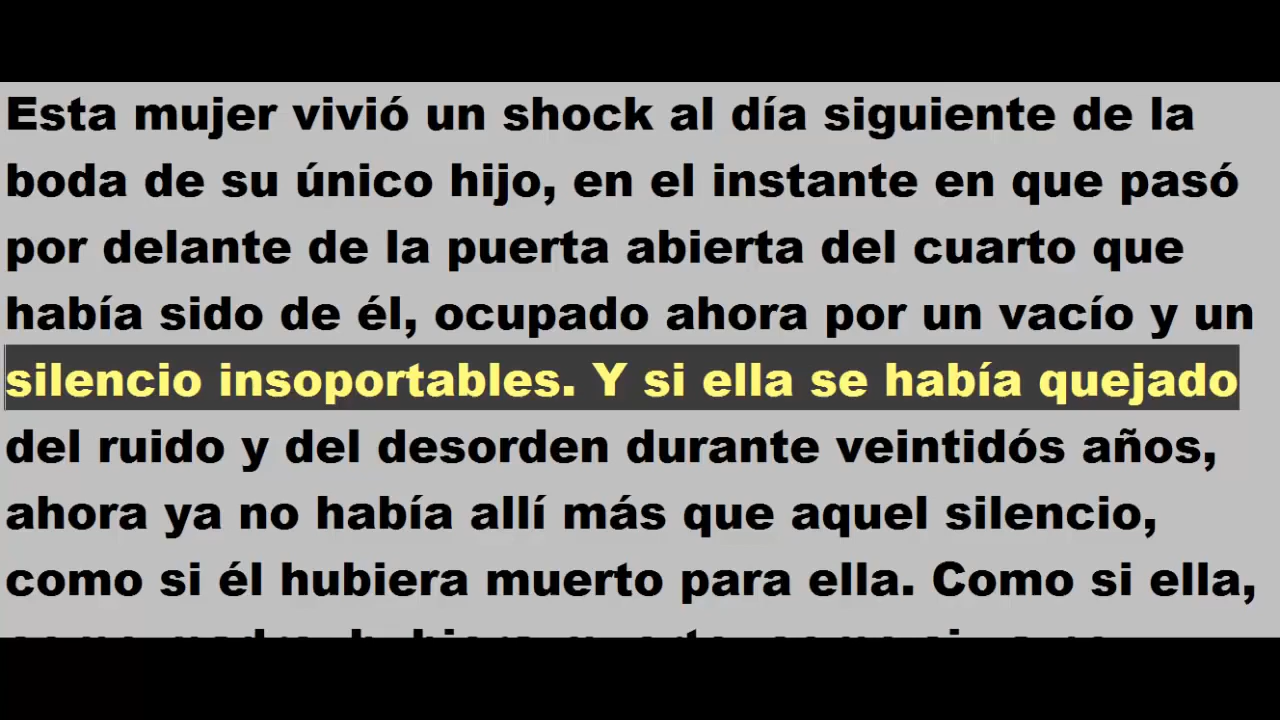 Esta mujer vivió un shock al día siguiente de la
boda de su único hijo, en el instante en que pasó
por delante de la puerta abierta del cuarto que
había sido de él, ocupado ahora por un vacío y un
silencio insoportables. Y si ella se había quejado
del ruido y del desorden durante veintidós años,
ahora ya no había allí más que aquel silencio,
como si él hubiera muerto para ella. Como si ella,